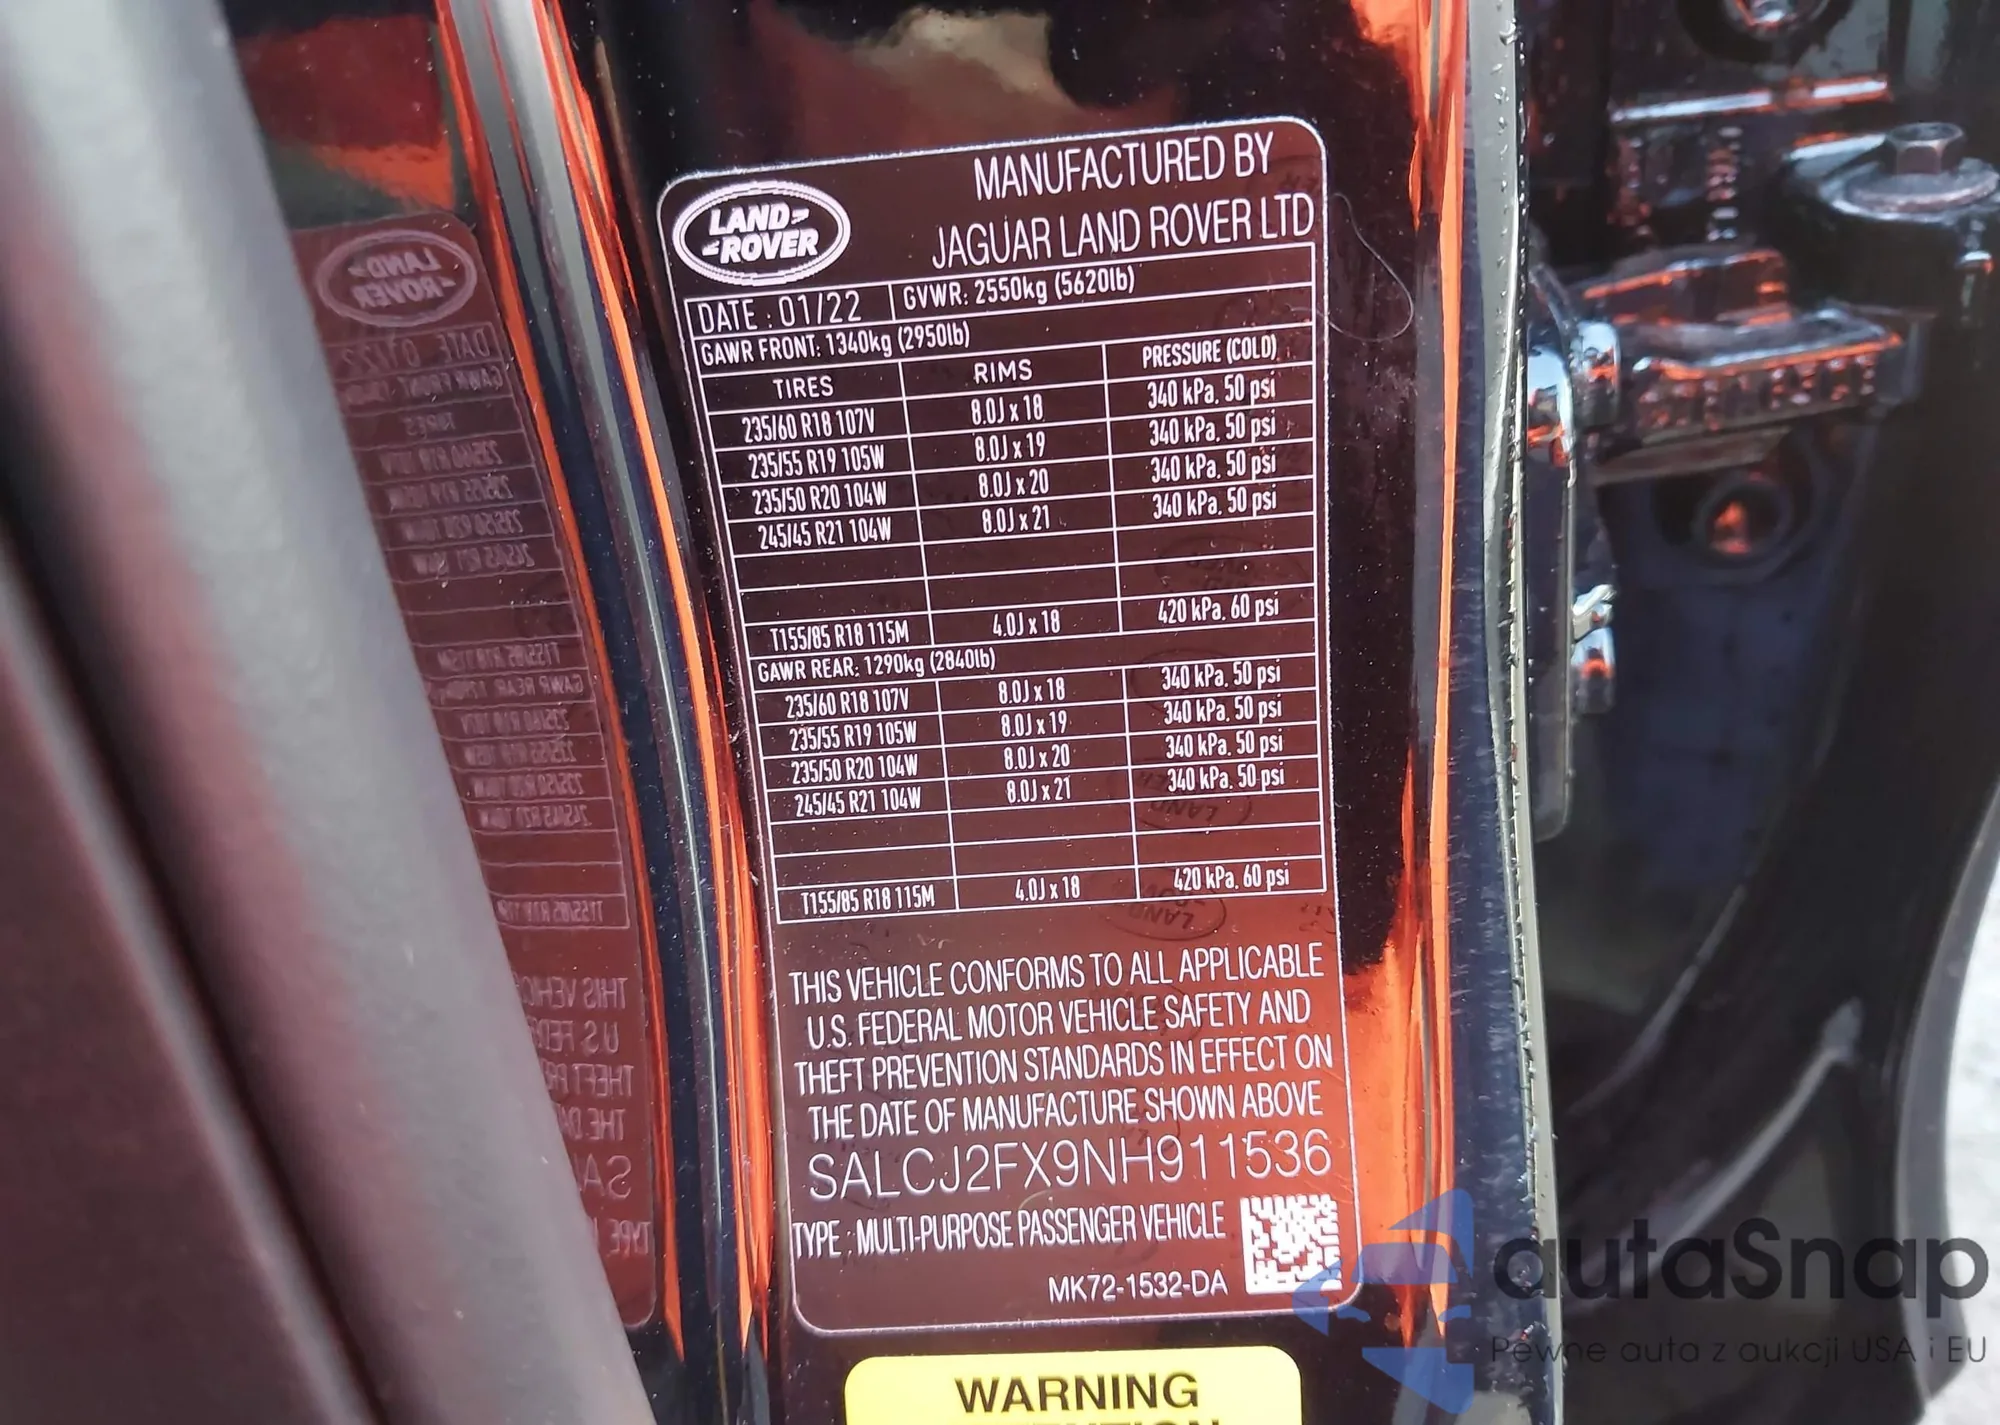 LAND
ROVER
MANUFACTURED BY
JAGUAR LAND ROVER LTD
DATE : 01/22 GVWR: 2550kg (5620lb)
GAWR FRONT: 1340kg (2950lb)
TIRES RIMS PRESSURE (COLD)
235/60 R18 107V 8.0J x 18 340 kPa. 50 psi
235/55 R19 105W 8.0J x 19 340 kPa. 50 psi
235/50 R20 104W 8.0J x 20 340 kPa. 50 psi
245/45 R21 104W 8.0J x 21 340 kPa. 50 psi
T155/85 R18 115M 4.0J x 18 420 kPa. 60 psi
GAWR REAR: 1290kg (2840lb)
235/60 R18 107V 8.0J x 18 340 kPa. 50 psi
235/55 R19 105W 8.0J x 19 340 kPa. 50 psi
235/50 R20 104W 8.0J x 20 340 kPa. 50 psi
245/45 R21 104W 8.0J x 21 340 kPa. 50 psi
T155/85 R18 115M 4.0J x 18 420 kPa. 60 psi
THIS VEHICLE CONFORMS TO ALL APPLICABLE
U.S. FEDERAL MOTOR VEHICLE SAFETY AND
THEFT PREVENTION STANDARDS IN EFFECT ON
THE DATE OF MANUFACTURE SHOWN ABOVE
SALCJ2FX9NH911536
TYPE : MULTI-PURPOSE PASSENGER VEHICLE
MK72-1532-DA
WARNING
autaSnap
Pewne auta z aukcji USA i EU